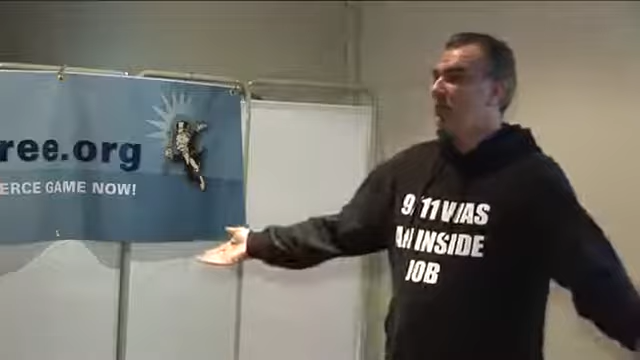 ree.org
ERCE GAME NOW!
9/11 WAS
AN INSIDE
JOB